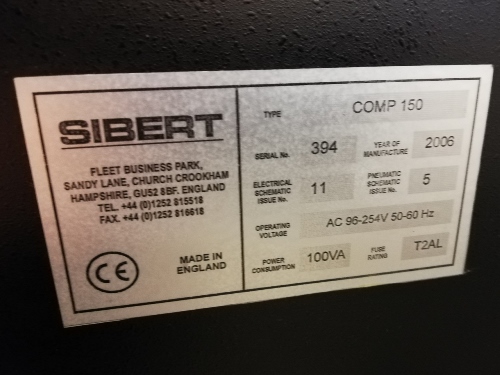 SIBERT
FLEET BUSINESS PARK,
SANDY LANE, CHURCH CROOKHAM
HAMPSHIRE, GU52 8BF. ENGLAND
TEL. +44 (0)1252 815518
FAX. +44 (0)1252 816618
CE
MADE IN
ENGLAND
TYPE COMP 150
SERIAL No. 394 YEAR OF MANUFACTURE 2006
ELECTRICAL SCHEMATIC ISSUE No. 11 PNEUMATIC SCHEMATIC ISSUE No. 5
OPERATING VOLTAGE AC 96-254V 50-60 Hz
POWER CONSUMPTION 100VA FUSE RATING T2AL